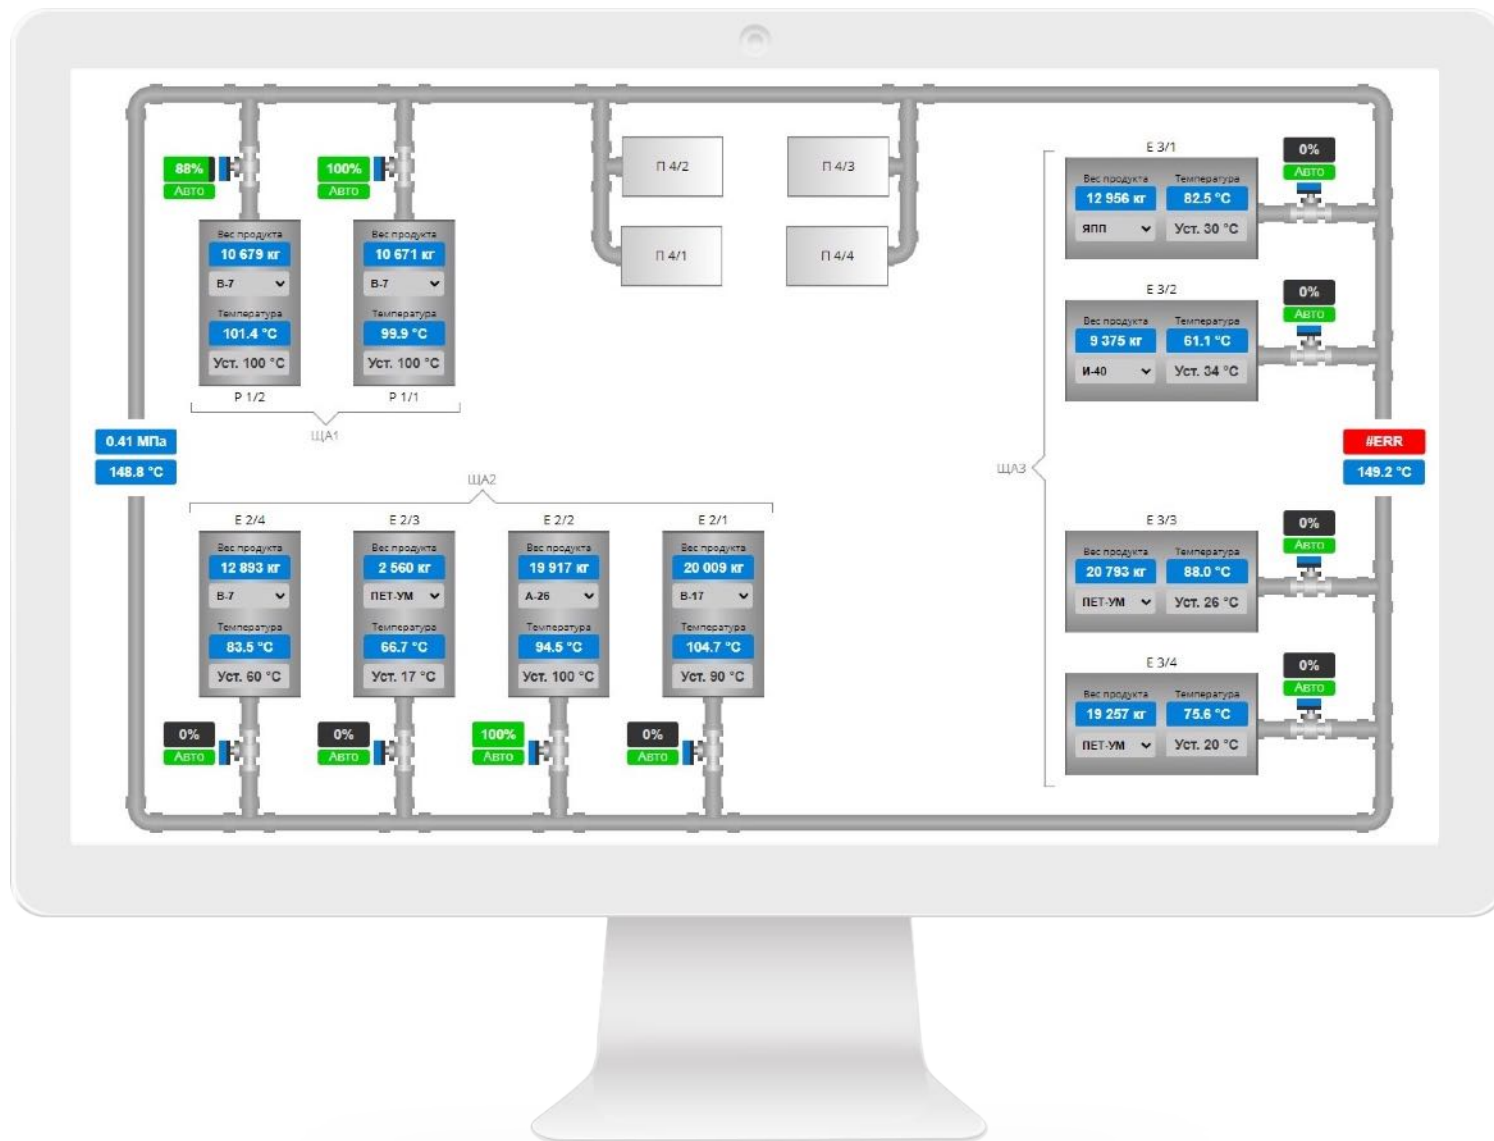 88%
Авто
100%
Авто
Вес продукта
10 679 кг
В-7
Температура
101.4 °C
Уст. 100 °C
Р 1/2
Вес продукта
10 671 кг
В-7
Температура
99.9 °C
Уст. 100 °C
Р 1/1
ЩА1
П 4/2
П 4/1
П 4/3
П 4/4
Е 3/1
Вес продукта
Температура
12 956 кг
82.5 °C
ЯПП
Уст. 30 °C
0%
Авто
Е 3/2
Вес продукта
Температура
9 375 кг
61.1 °C
И-40
Уст. 34 °C
0%
Авто
0.41 МПа
148.8 °C
ЩА3
#ERR
149.2 °C
ЩА2
Е 2/4
Вес продукта
12 893 кг
В-7
Температура
83.5 °C
Уст. 60 °C
0%
Авто
Е 2/3
Вес продукта
2 560 кг
ПЕТ-УМ
Температура
66.7 °C
Уст. 17 °C
0%
Авто
Е 2/2
Вес продукта
19 917 кг
А-26
Температура
94.5 °C
Уст. 100 °C
100%
Авто
Е 2/1
Вес продукта
20 009 кг
В-17
Температура
104.7 °C
Уст. 90 °C
0%
Авто
Е 3/3
Вес продукта
Температура
20 793 кг
88.0 °C
ПЕТ-УМ
Уст. 26 °C
0%
Авто
Е 3/4
Вес продукта
Температура
19 257 кг
75.6 °C
ПЕТ-УМ
Уст. 20 °C
0%
Авто